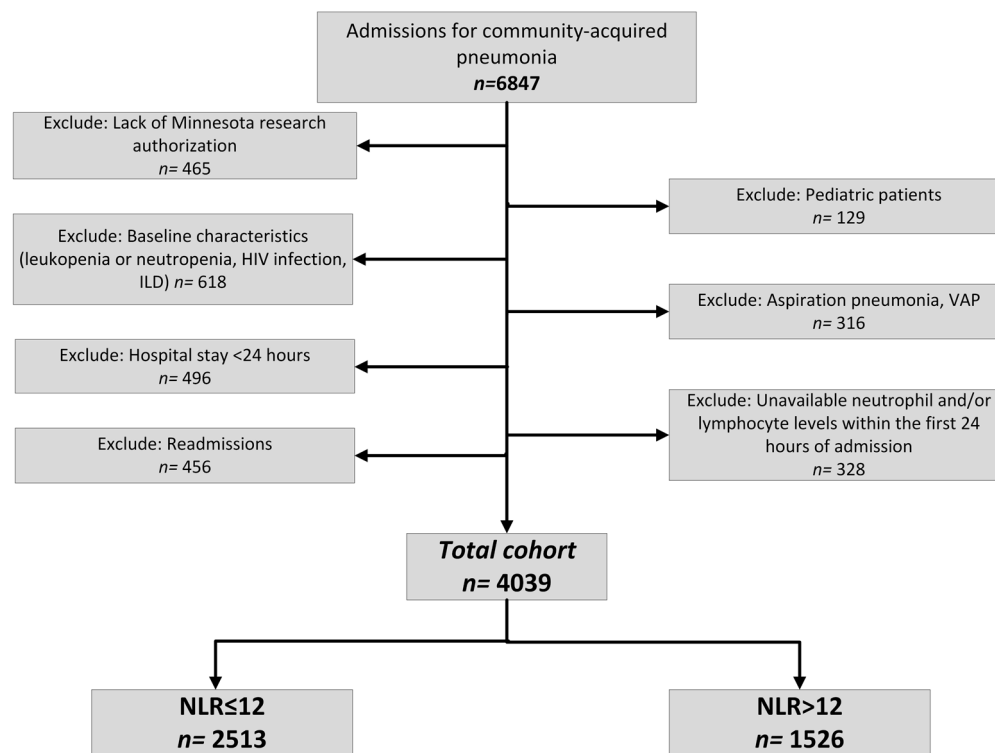 Admissions for community-acquired
pneumonia
n=6847
Exclude: Lack of Minnesota research
authorization
n= 465
Exclude: Pediatric patients
n= 129
Exclude: Baseline characteristics
(leukopenia or neutropenia, HIV infection,
ILD) n= 618
Exclude: Aspiration pneumonia, VAP
n= 316
Exclude: Hospital stay <24 hours
n= 496
Exclude: Unavailable neutrophil and/or
lymphocyte levels within the first 24
hours of admission
n= 328
Exclude: Readmissions
n= 456
Total cohort
n= 4039
NLR≤12
n= 2513
NLR>12
n= 1526